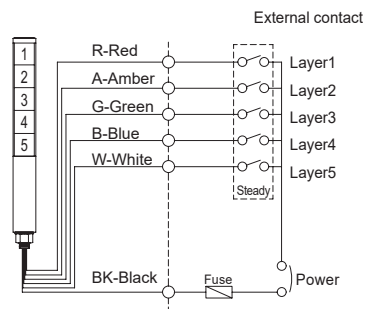 External contact
1
2
3
4
5
R-Red
A-Amber
G-Green
B-Blue
W-White
BK-Black
Layer1
Layer2
Layer3
Layer4
Layer5
Steady
Fuse
Power